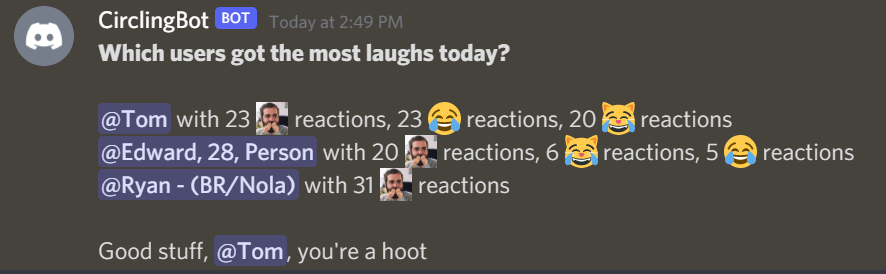 CirclingBot BOT Today at 2:49 PM
Which users got the most laughs today?
@Tom with 23 reactions, 23 😂 reactions, 20 😹 reactions
@Edward, 28, Person with 20 reactions, 6 😹 reactions, 5 😂 reactions
@Ryan - (BR/Nola) with 31 reactions
Good stuff, @Tom, you're a hoot